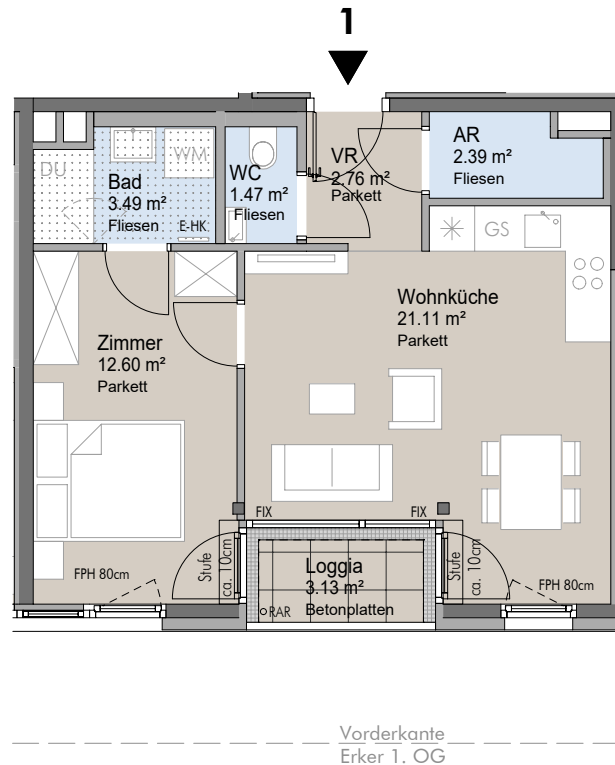 1
DU
WM
Bad
3.49 m²
Fliesen
E-HK
WC
1.47 m²
Fliesen
VR
2.76 m²
Parkett
AR
2.39 m²
Fliesen
GS
Wohnküche
21.11 m²
Parkett
Zimmer
12.60 m²
Parkett
FIX
FIX
Stufe
ca. 10cm
Loggia
3.13 m²
Betonplatten
RAR
Stufe
ca. 10cm
FPH 80cm
FPH 80cm
Vorderkante
Erker 1. OG